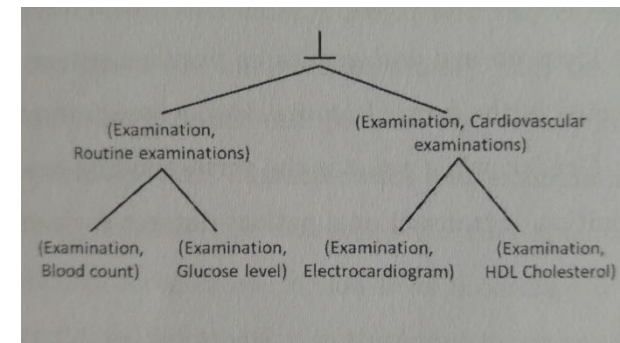 (Examination,
Routine examinations)
(Examination, Cardiovascular
examinations)
(Examination,
Blood count)
(Examination,
Glucose level)
(Examination,
Electrocardiogram)
(Examination,
HDL Cholesterol)